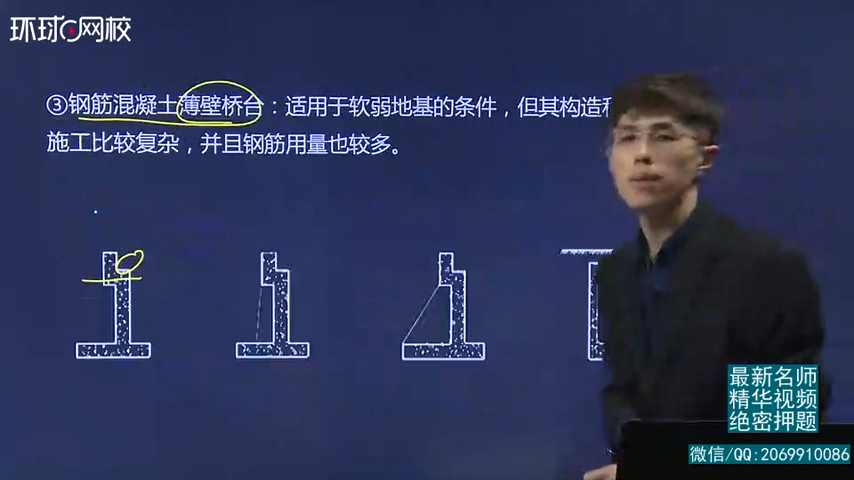 环球网校
③钢筋混凝土薄壁桥台：适用于软弱地基的条件，但其构造
施工比较复杂，并且钢筋用量也较多。
最新名师
精华视频
绝密押题
微信/QQ:2069910086